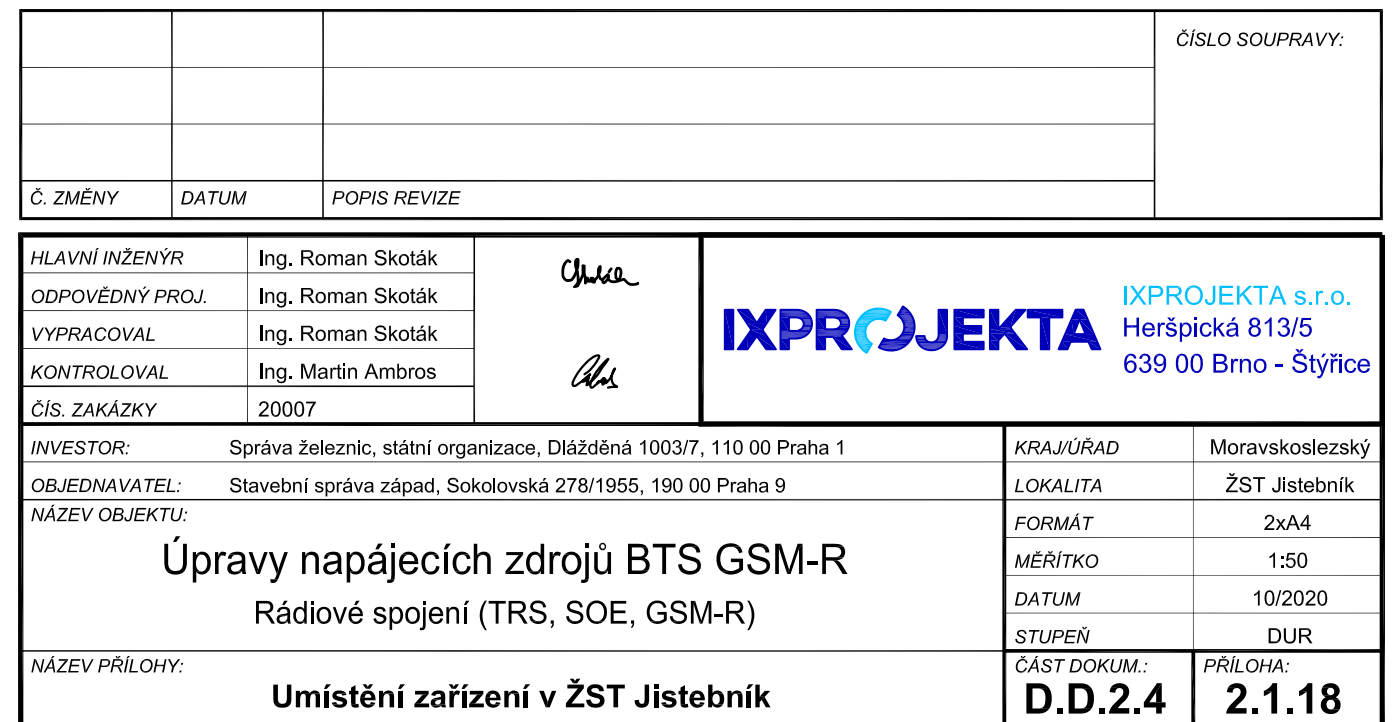 ČÍSLO SOUPRAVY:
Č. ZMĚNY DATUM POPIS REVIZE
HLAVNÍ INŽENÝR Ing. Roman Skoták
ODPOVĚDNÝ PROJ. Ing. Roman Skoták
VYPRACOVAL Ing. Roman Skoták
KONTROLOVAL Ing. Martin Ambros
ČÍS. ZAKÁZKY 20007
IXPROJEKTA
IXPROJEKTA s.r.o.
Heršpická 813/5
639 00 Brno - Štýřice
INVESTOR: Správa železnic, státní organizace, Dlážděná 1003/7, 110 00 Praha 1
OBJEDNAVATEL: Stavební správa západ, Sokolovská 278/1955, 190 00 Praha 9
NÁZEV OBJEKTU:
Úpravy napájecích zdrojů BTS GSM-R
Rádiové spojení (TRS, SOE, GSM-R)
KRAJ/ÚŘAD Moravskoslezský
LOKALITA ŽST Jistebník
FORMÁT 2xA4
MĚŘÍTKO 1:50
DATUM 10/2020
STUPEŇ DUR
NÁZEV PŘÍLOHY:
Umístění zařízení v ŽST Jistebník
ČÁST DOKUM.:
D.D.2.4
PŘÍLOHA:
2.1.18